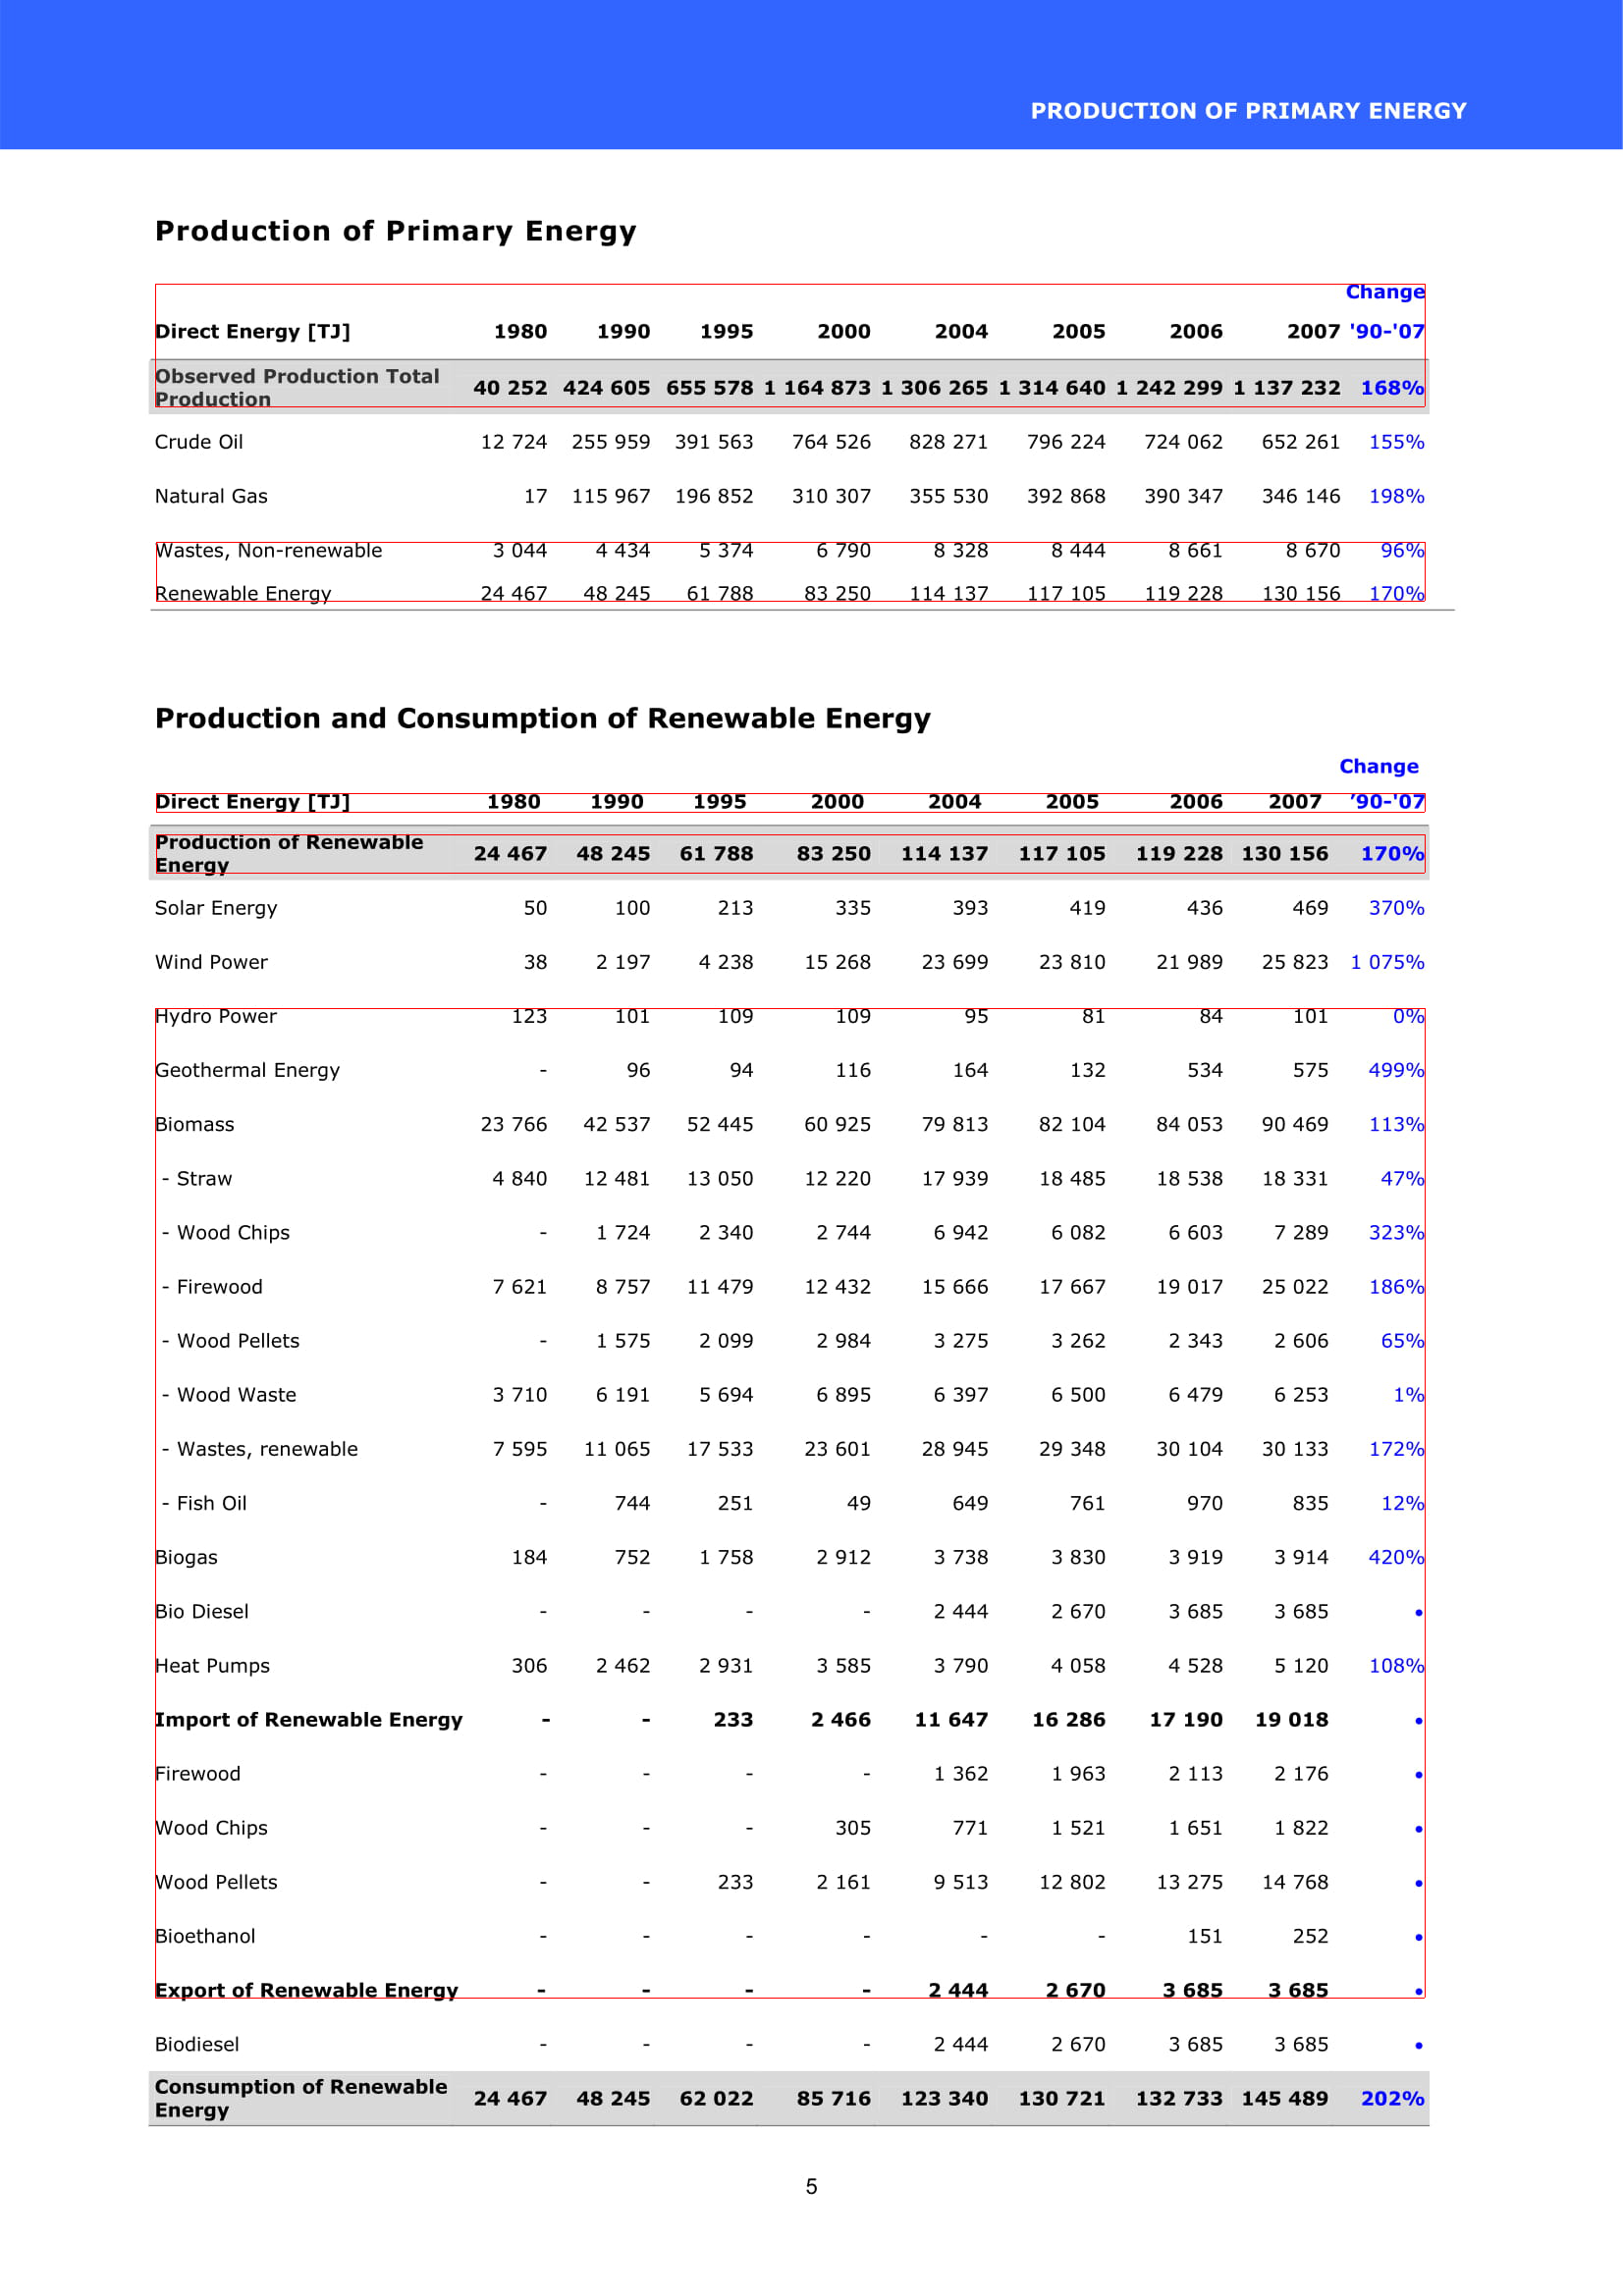 PRODUCTION OF PRIMARY ENERGY
Production of Primary Energy
Change
Direct Energy [TJ] 1980 1990 1995 2000 2004 2005 2006 2007 '90-'07
Observed Production Total
Production 40 252 424 605 655 578 1 164 873 1 306 265 1 314 640 1 242 299 1 137 232 168%
Crude Oil 12 724 255 959 391 563 764 526 828 271 796 224 724 062 652 261 155%
Natural Gas 17 115 967 196 852 310 307 355 530 392 868 390 347 346 146 198%
Wastes, Non-renewable 3 044 4 434 5 374 6 790 8 328 8 444 8 661 8 670 96%
Renewable Energy 24 467 48 245 61 788 83 250 114 137 117 105 119 228 130 156 170%
Production and Consumption of Renewable Energy
Change
Direct Energy [TJ] 1980 1990 1995 2000 2004 2005 2006 2007 ’90-'07
Production of Renewable
Energy 24 467 48 245 61 788 83 250 114 137 117 105 119 228 130 156 170%
Solar Energy 50 100 213 335 393 419 436 469 370%
Wind Power 38 2 197 4 238 15 268 23 699 23 810 21 989 25 823 1 075%
Hydro Power 123 101 109 109 95 81 84 101 0%
Geothermal Energy - 96 94 116 164 132 534 575 499%
Biomass 23 766 42 537 52 445 60 925 79 813 82 104 84 053 90 469 113%
- Straw 4 840 12 481 13 050 12 220 17 939 18 485 18 538 18 331 47%
- Wood Chips - 1 724 2 340 2 744 6 942 6 082 6 603 7 289 323%
- Firewood 7 621 8 757 11 479 12 432 15 666 17 667 19 017 25 022 186%
- Wood Pellets - 1 575 2 099 2 984 3 275 3 262 2 343 2 606 65%
- Wood Waste 3 710 6 191 5 694 6 895 6 397 6 500 6 479 6 253 1%
- Wastes, renewable 7 595 11 065 17 533 23 601 28 945 29 348 30 104 30 133 172%
- Fish Oil - 744 251 49 649 761 970 835 12%
Biogas 184 752 1 758 2 912 3 738 3 830 3 919 3 914 420%
Bio Diesel - - - - 2 444 2 670 3 685 3 685 •
Heat Pumps 306 2 462 2 931 3 585 3 790 4 058 4 528 5 120 108%
Import of Renewable Energy - - 233 2 466 11 647 16 286 17 190 19 018 •
Firewood - - - - 1 362 1 963 2 113 2 176 •
Wood Chips - - - 305 771 1 521 1 651 1 822 •
Wood Pellets - - 233 2 161 9 513 12 802 13 275 14 768 •
Bioethanol - - - - - - 151 252 •
Export of Renewable Energy - - - - 2 444 2 670 3 685 3 685 •
Biodiesel - - - - 2 444 2 670 3 685 3 685 •
Consumption of Renewable
Energy 24 467 48 245 62 022 85 716 123 340 130 721 132 733 145 489 202%
5